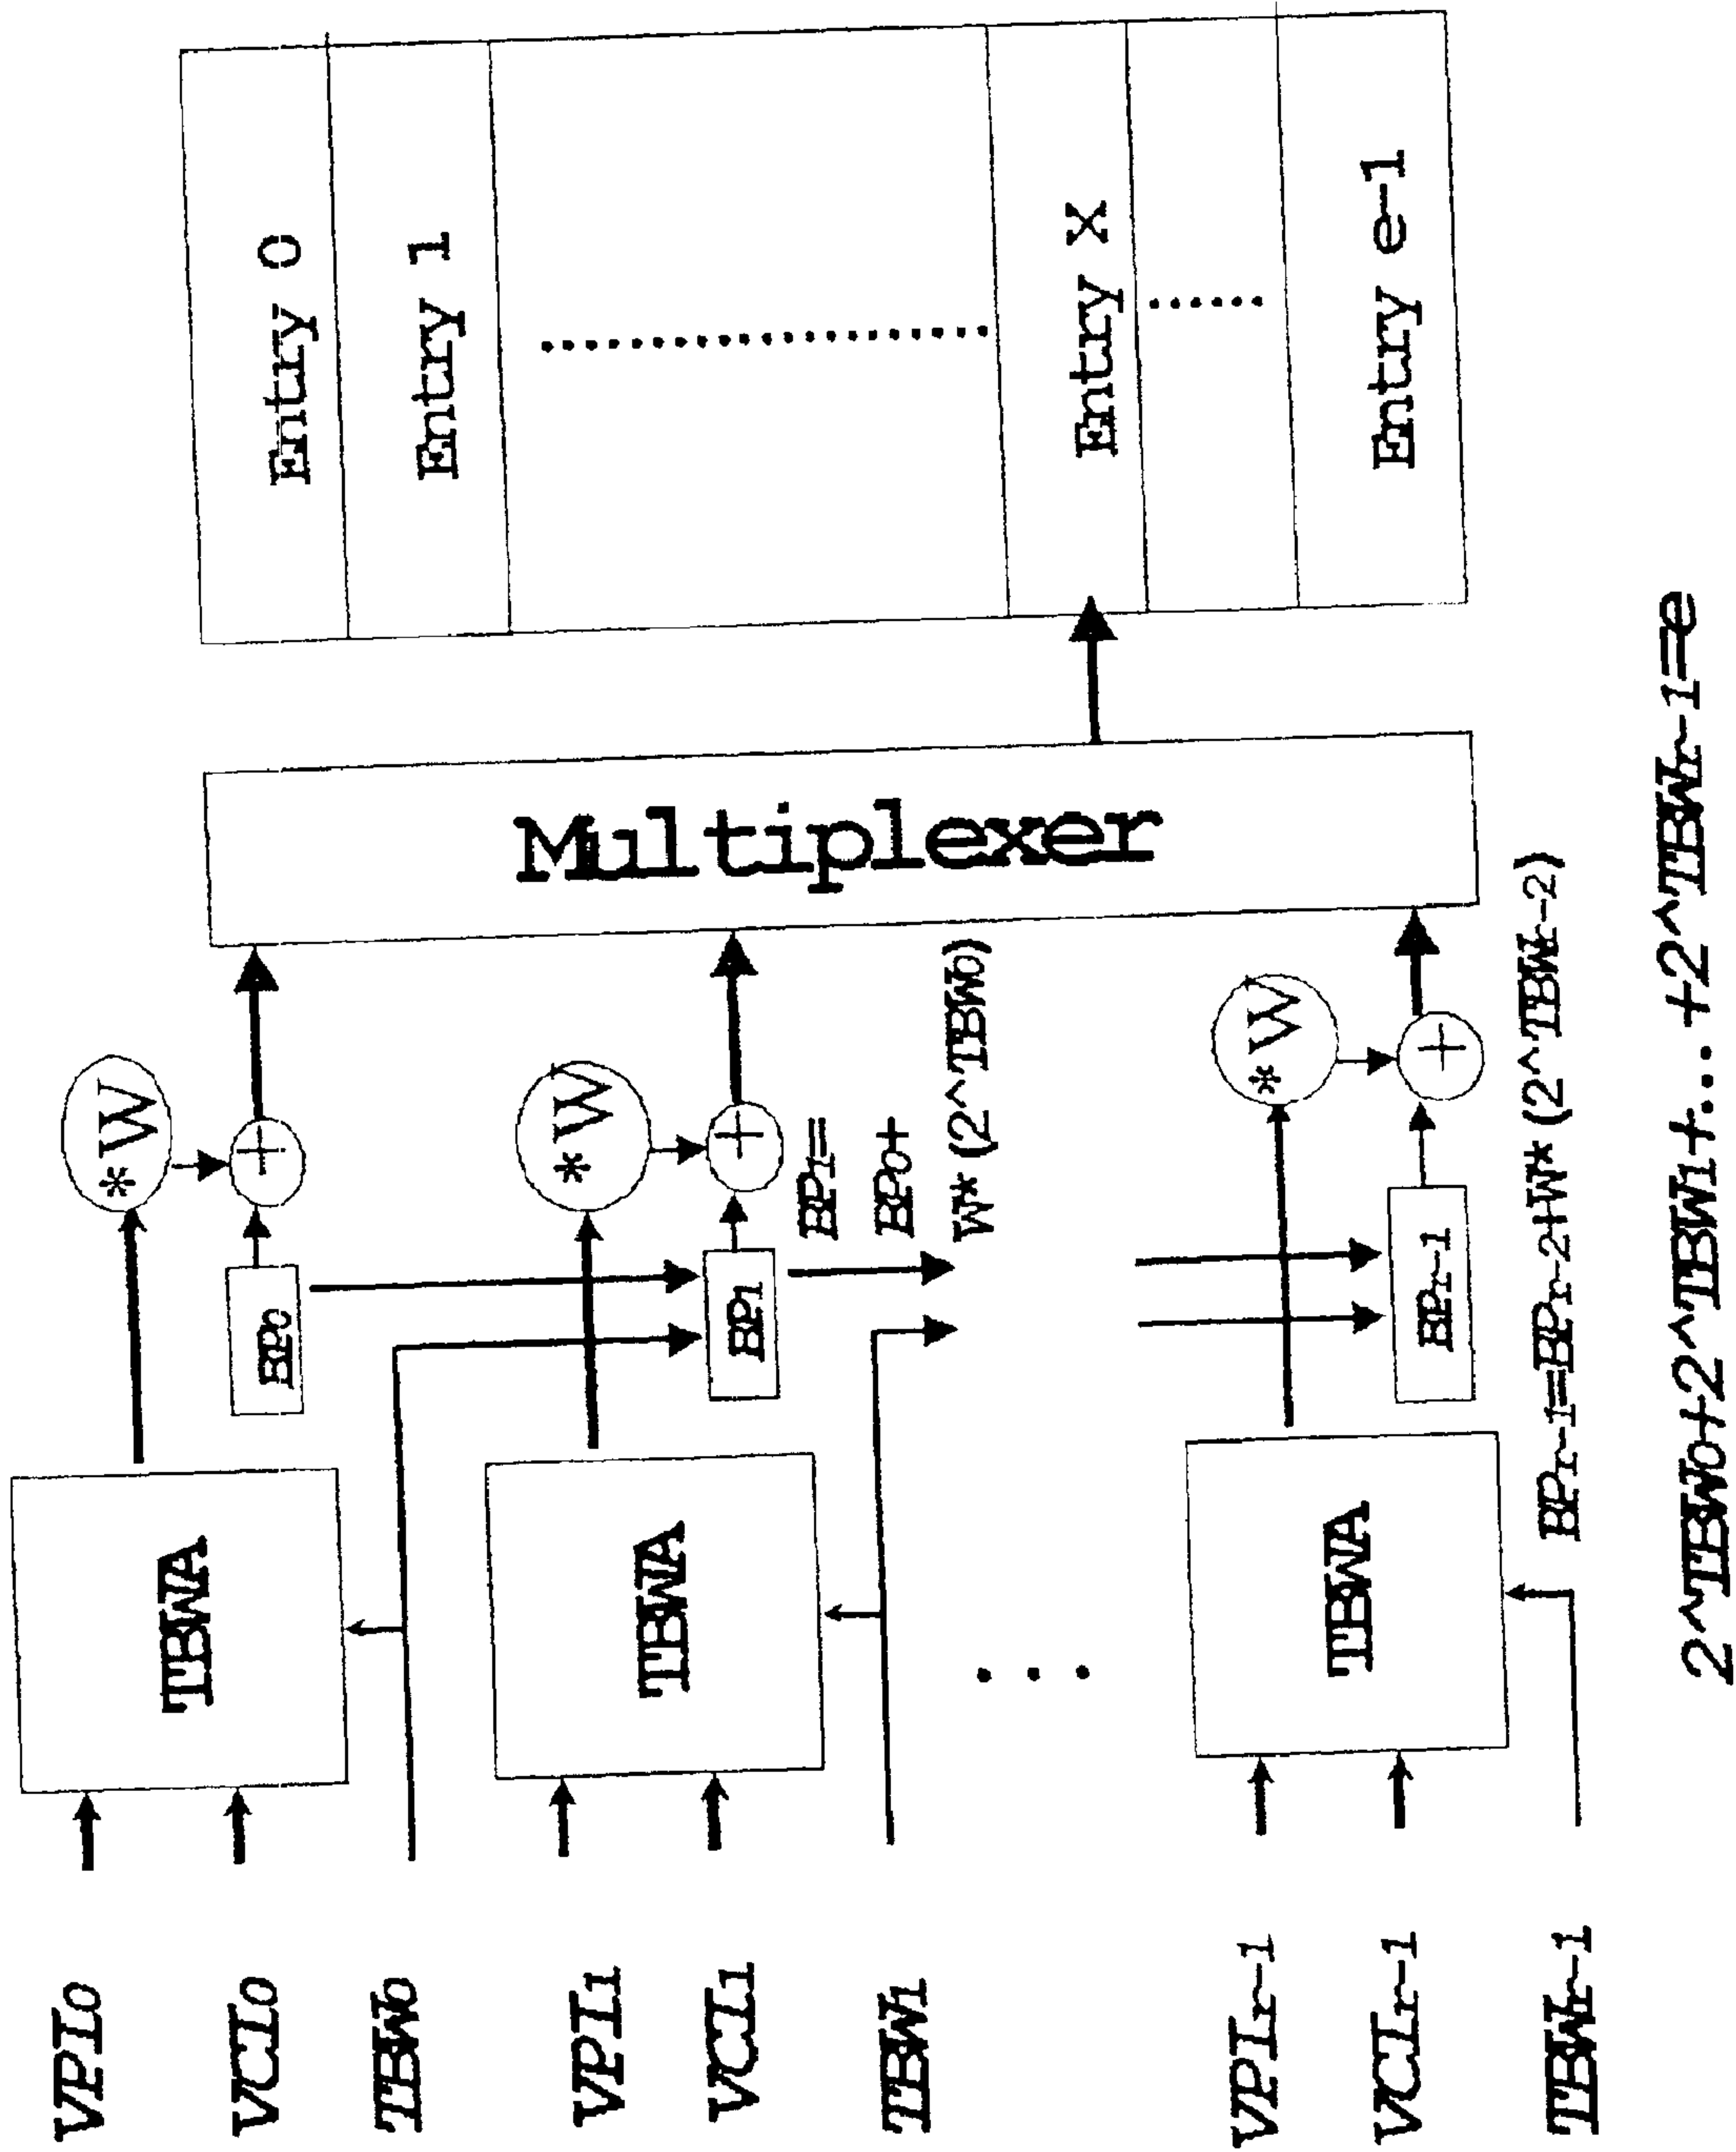 VPI0
VCI0
TBW0
VPI1
VCI1
TBW1
VPIr-1
VCIr-1
TBWr-1
TBWA
TBWA
...
TBWA
BP0
BP1
BPr-1
*W
+
*W
+
BP1=
BP0+
W*(2^TBW0)
*W
+
BPr-1=BPr-2+W*(2^TBWr-2)
Multiplexer
Entry 0
Entry 1
Entry X
Entry e-1
2^TBW0+2^TBW1+... +2^TBWr-1=e